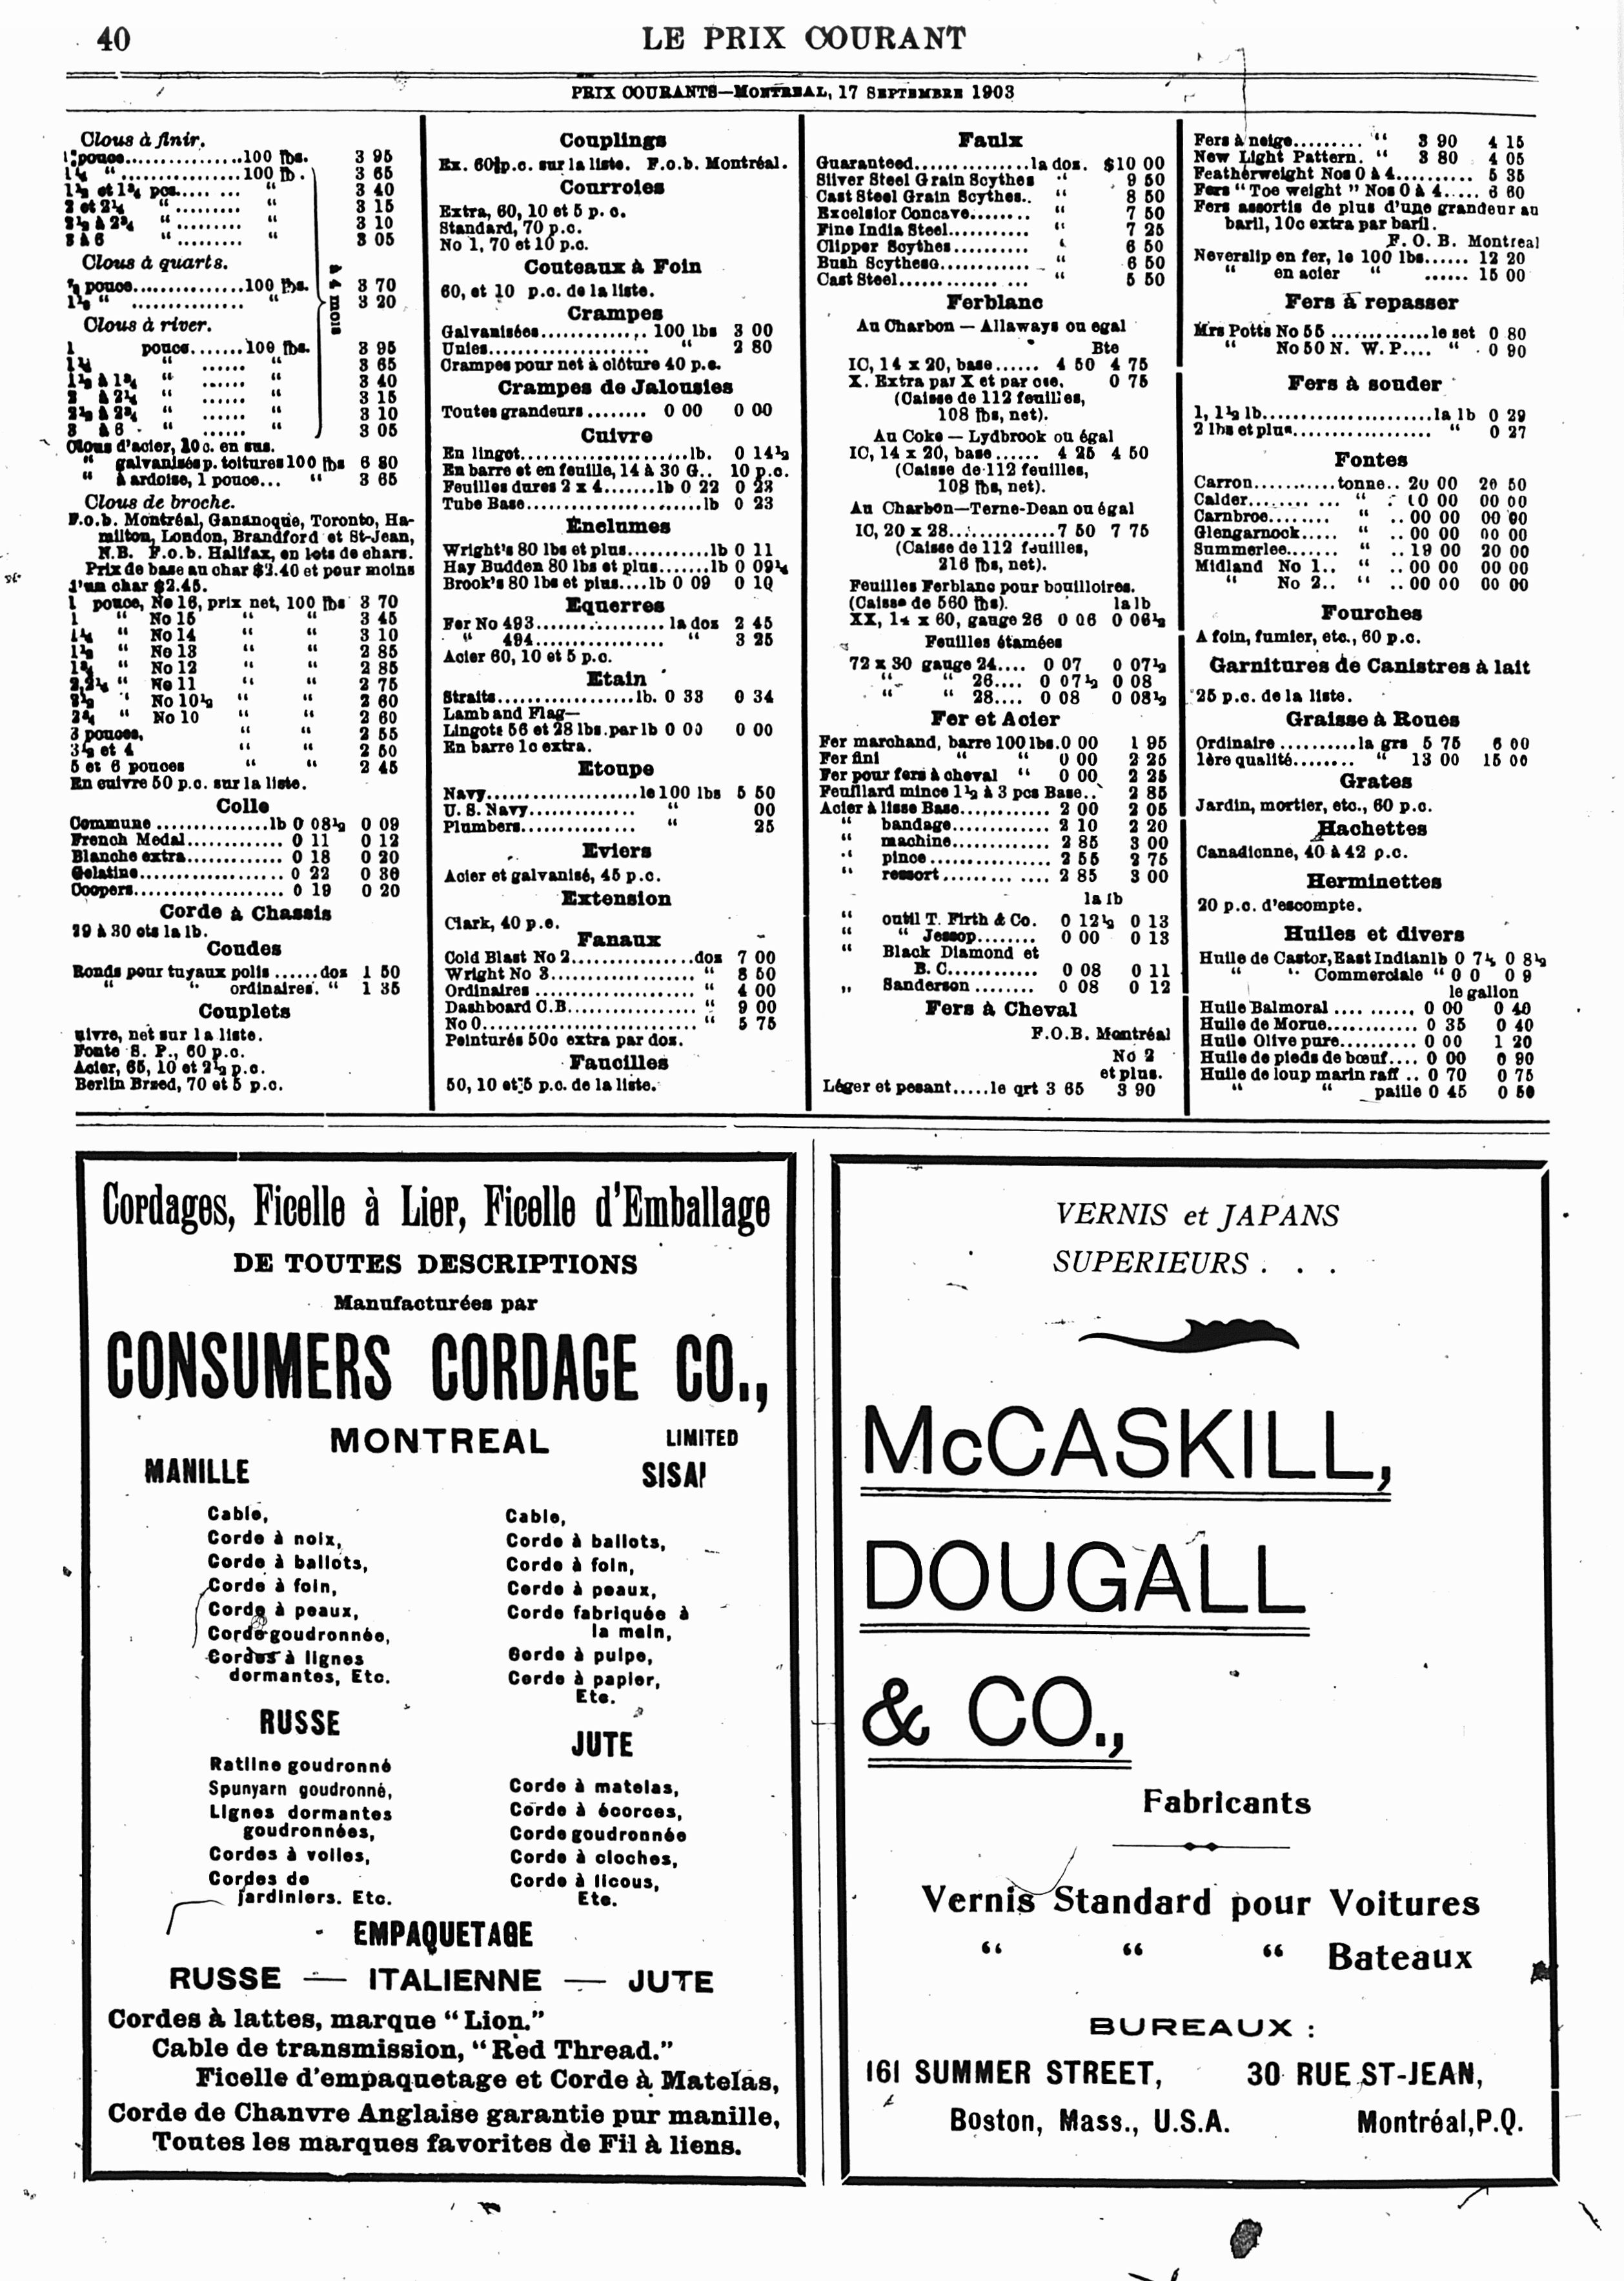 40
LE PRIX COURANT
PRIX COURANTS—MONTREAL, 17 SEPTEMBRE 1903
Clous à finir.
1 pouce...............100 lbs. 3 95
1¼ " ................100 lb. 3 65
1½ et 1¾ pcs..... ... " 3 40
2 et 2¼ " ......... " 3 15
2½ à 2¾ " ......... " 3 10
3 à 6 " ......... " 3 05
Clous à quarts.
⅞ pouce..............100 lbs. 3 70
1⅛ " ............... " 3 20
Clous à river.
1 pouce.......100 lbs. 3 95
1¼ " ...... " 3 65
1½ à 1¾ " ...... " 3 40
2 à 2¼ " ...... " 3 15
2½ à 2¾ " ...... " 3 10
3 à 6 " ...... " 3 05
à 4 mois
Clous d'acier, 10c. en sus.
" galvanisés p. toitures 100 lbs 6 80
" à ardoise, 1 pouce... " 3 65
Clous de broche.
F.o.b. Montréal, Gananoque, Toronto, Ha-
milton, London, Brandford et St-Jean,
N.B. F.o.b. Halifax, en lots de chars.
Prix de base au char $2.40 et pour moins
d'un char $2.45.
1 pouce, No 16, prix net, 100 lbs 3 70
1 " No 15 " " 3 45
1¼ " No 14 " " 3 10
1½ " No 13 " " 2 85
1¾ " No 12 " " 2 85
2, 2¼ " No 11 " " 2 75
2½ " No 10½ " " 2 60
2¾ " No 10 " " 2 60
3 pouces, " " 2 55
3½ et 4 " " 2 50
5 et 6 pouces " " 2 45
En cuivre 50 p.c. sur la liste.
Colle
Commune ...............lb 0 08½ 0 09
French Medal............. 0 11 0 12
Blanche extra............. 0 18 0 20
Gelatine................... 0 22 0 30
Coopers.................... 0 19 0 20
Corde à Chassis
29 à 30 cts la lb.
Coudes
Ronds pour tuyaux polis ......dos 1 50
" " ordinaires. " 1 35
Couplets
uivre, net sur la liste.
Fonte S. P., 60 p.c.
Acier, 65, 10 et 2½ p.c.
Berlin Brzed, 70 et 5 p.c.
Couplings
Ex. 60 p.c. sur la liste. F.o.b. Montréal.
Courroies
Extra, 60, 10 et 5 p. c.
Standard, 70 p.c.
No 1, 70 et 10 p.c.
Couteaux à Foin
60, et 10 p.c. de la liste.
Crampes
Galvanisées............. 100 lbs 3 00
Unies....................... " 2 80
Crampes pour net à clôture 40 p.c.
Crampes de Jalousies
Toutes grandeurs ........ 0 00 0 00
Cuivre
En lingot......................lb. 0 14½
En barre et en feuille, 14 à 30 G.. 10 p.c.
Feuilles dures 2 x 4.......lb 0 22 0 23
Tube Base......................lb 0 23
Enclumes
Wright's 80 lbs et plus...........lb 0 11
Hay Budden 80 lbs et plus.......lb 0 09¼
Brook's 80 lbs et plus....lb 0 09 0 10
Equerres
Fer No 493................. la dos 2 45
" 494................. " 3 25
Acier 60, 10 et 5 p.c.
Etain
Straits...................lb. 0 33 0 34
Lamb and Flag—
Lingots 56 et 28 lbs. par lb 0 00 0 00
En barre 1c extra.
Etoupe
Navy.....................le 100 lbs 5 50
U. S. Navy............... " 00
Plumbers............... " 25
Eviers
Acier et galvanisé, 45 p.c.
Extension
Clark, 40 p.c.
Fanaux
Cold Blast No 2................dos 7 00
Wright No 3.................... " 8 50
Ordinaires ...................... " 4 00
Dashboard C.B................. " 9 00
No 0............................ " 5 75
Peinturés 50c extra par dos.
Faucilles
50, 10 et 5 p.c. de la liste.
Faulx
Guaranteed................la dos. $10 00
Silver Steel Grain Scythes " 9 50
Cast Steel Grain Scythes.. " 8 50
Excelsior Concave........ " 7 50
Fine India Steel........... " 7 25
Clipper Scythes........... " 6 50
Bush Scythes............ " 6 50
Cast Steel............. ... " 5 50
Ferblanc
Au Charbon — Allaways ou egal
Bte
IC, 14 x 20, base...... 4 50 4 75
X. Extra par X et par cse. 0 75
(Caisse de 112 feuilles,
108 lbs, net).
Au Coke — Lydbrook ou égal
IC, 14 x 20, base...... 4 25 4 50
(Caisse de 112 feuilles,
108 lbs, net).
Au Charbon—Terne-Dean ou égal
IC, 20 x 28...............7 50 7 75
(Caisse de 112 feuilles,
216 lbs, net).
Feuilles Ferblanc pour bouilloires.
(Caisse de 560 lbs). la lb
XX, 14 x 60, gauge 26 0 06 0 06½
Feuilles étamées
72 x 30 gauge 24.... 0 07 0 07½
" " 26.... 0 07½ 0 08
" " 28.... 0 08 0 08½
Fer et Acier
Fer marchand, barre 100 lbs. 0 00 1 95
Fer fini " " 0 00 2 25
Fer pour fers à cheval " 0 00 2 25
Feuillard mince 1½ à 3 pcs Base.. 2 85
Acier à lisse Base............ 2 00 2 05
" bandage............. 2 10 2 20
" machine............. 2 85 3 00
" pince ................ 2 55 2 75
" ressort ......... .... 2 85 3 00
la lb
" outil T. Firth & Co. 0 12½ 0 13
" " Jessop........ 0 00 0 13
" Black Diamond et
B. C............ 0 08 0 11
" Sanderson ........ 0 08 0 12
Fers à Cheval
F.O.B. Montréal
No 2
et plus.
Léger et pesant.....le qrt 3 65 3 90
Fers à neige......... " 3 90 4 15
New Light Pattern. " 3 80 4 05
Featherweight Nos 0 à 4.......... 5 35
Fers "Toe weight" Nos 0 à 4..... 6 60
Fers assortis de plus d'une grandeur au
baril, 10c extra par baril.
F. O. B. Montreal
Neverslip en fer, le 100 lbs...... 12 20
" en acier " ...... 15 00
Fers à repasser
Mrs Potts No 55 ..............le set 0 80
" No 50 N. W. P.... " 0 90
Fers à souder
1, 1½ lb........................la lb 0 29
2 lbs et plus.................. " 0 27
Fontes
Carron...........tonne.. 20 00 20 50
Calder......... ... " : 00 00 00 00
Carnbroe........ " .. 00 00 00 00
Glengarnock..... " .. 00 00 00 00
Summerlee....... " .. 19 00 20 00
Midland No 1.. " .. 00 00 00 00
" No 2.. " .. 00 00 00 00
Fourches
A foin, fumier, etc., 60 p.c.
Garnitures de Canistres à lait
25 p.c. de la liste.
Graisse à Roues
Ordinaire ..........la grs 5 75 6 00
1ère qualité........ " 13 00 15 00
Grates
Jardin, mortier, etc., 60 p.c.
Hachettes
Canadienne, 40 à 42 p.c.
Herminettes
20 p.c. d'escompte.
Huiles et divers
Huile de Castor, East Indian lb 0 7¼ 0 8½
" " Commerciale " 0 0 0 9
le gallon
Huile Balmoral .... ....... 0 00 0 40
Huile de Morue............ 0 35 0 40
Huile Olive pure.......... 0 00 1 20
Huile de pieds de bœuf.... 0 00 0 90
Huile de loup marin raff .. 0 70 0 75
" " paille 0 45 0 50
Cordages, Ficelle à Lier, Ficelle d'Emballage
DE TOUTES DESCRIPTIONS
Manufacturées par
CONSUMERS CORDAGE CO.,
MONTREAL LIMITED
MANILLE
Cable,
Corde à noix,
Corde à ballots,
Corde à foin,
Corde à peaux,
Corde goudronnée,
Cordes à lignes
dormantes, Etc.
RUSSE
Ratline goudronné
Spunyarn goudronné,
Lignes dormantes
goudronnées,
Cordes à voiles,
Cordes de
jardiniers. Etc.
SISAL
Cable,
Corde à ballots,
Corde à foin,
Corde à peaux,
Corde fabriquée à
la main,
Corde à pulpe,
Corde à papier,
Etc.
JUTE
Corde à matelas,
Corde à écorces,
Corde goudronnée
Corde à cloches,
Corde à licous,
Etc.
EMPAQUETAGE
RUSSE — ITALIENNE — JUTE
Cordes à lattes, marque "Lion."
Cable de transmission, "Red Thread."
Ficelle d'empaquetage et Corde à Matelas,
Corde de Chanvre Anglaise garantie pur manille,
Toutes les marques favorites de Fil à liens.
VERNIS et JAPANS
SUPERIEURS . . .
McCASKILL,
DOUGALL
& CO.,
Fabricants
Vernis Standard pour Voitures
" " " Bateaux
BUREAUX :
161 SUMMER STREET, 30 RUE ST-JEAN,
Boston, Mass., U.S.A. Montréal, P.Q.